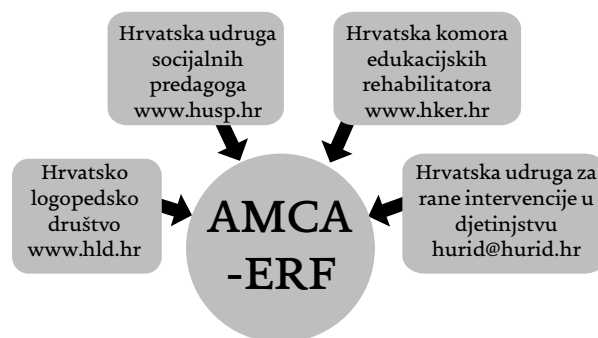 Hrvatska udruga
socijalnih
predagoga
www.husp.hr
Hrvatska komora
edukacijskih
rehabilitatora
www.hker.hr
Hrvatsko
logopedsko
društvo
www.hld.hr
Hrvatska udruga za
rane intervencije u
djetinjstvu
hurid@hurid.hr
AMCA
-ERF